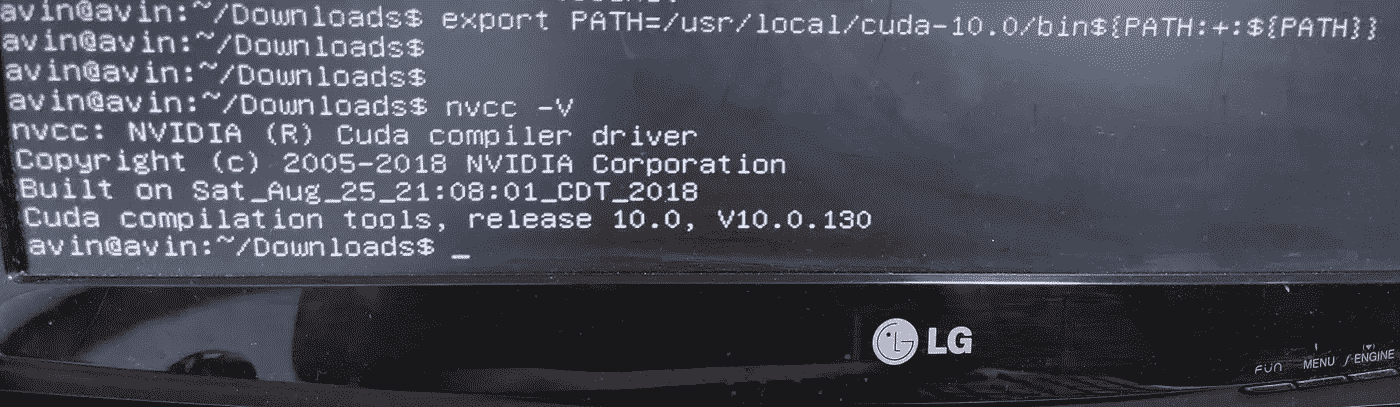 avin@avin:~/Downloads$ export PATH=/usr/local/cuda-10.0/bin${PATH:+:${PATH}}
avin@avin:~/Downloads$
avin@avin:~/Downloads$
avin@avin:~/Downloads$ nvcc -V
nvcc: NVIDIA (R) Cuda compiler driver
Copyright (c) 2005-2018 NVIDIA Corporation
Built on Sat_Aug_25_21:08:01_CDT_2018
Cuda compilation tools, release 10.0, V10.0.130
avin@avin:~/Downloads$ _
LG
FUN MENU f-ENGINE